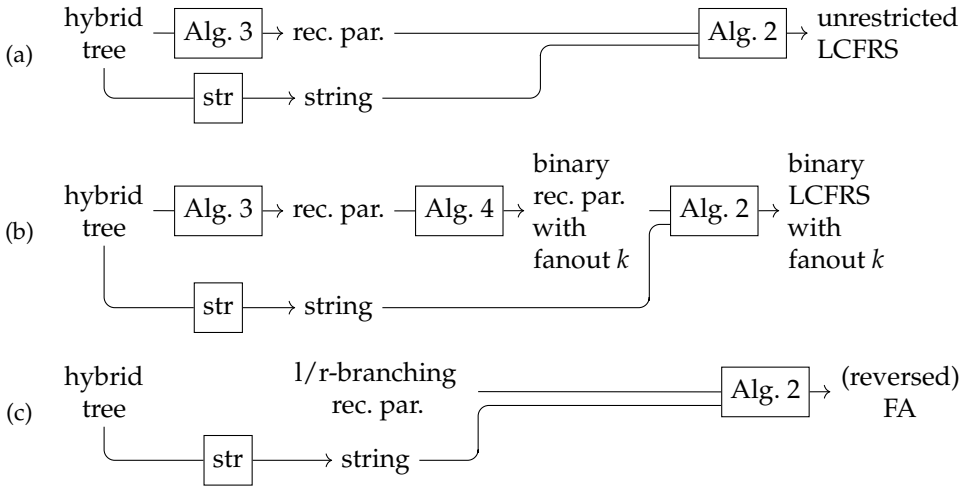 (a)
hybrid
tree
Alg. 3
rec. par.
str
string
Alg. 2
unrestricted
LCFRS
(b)
hybrid
tree
Alg. 3
rec. par.
Alg. 4
binary
rec. par.
with
fanout k
str
string
Alg. 2
binary
LCFRS
with
fanout k
(c)
hybrid
tree
l/r-branching
rec. par.
str
string
Alg. 2
(reversed)
FA